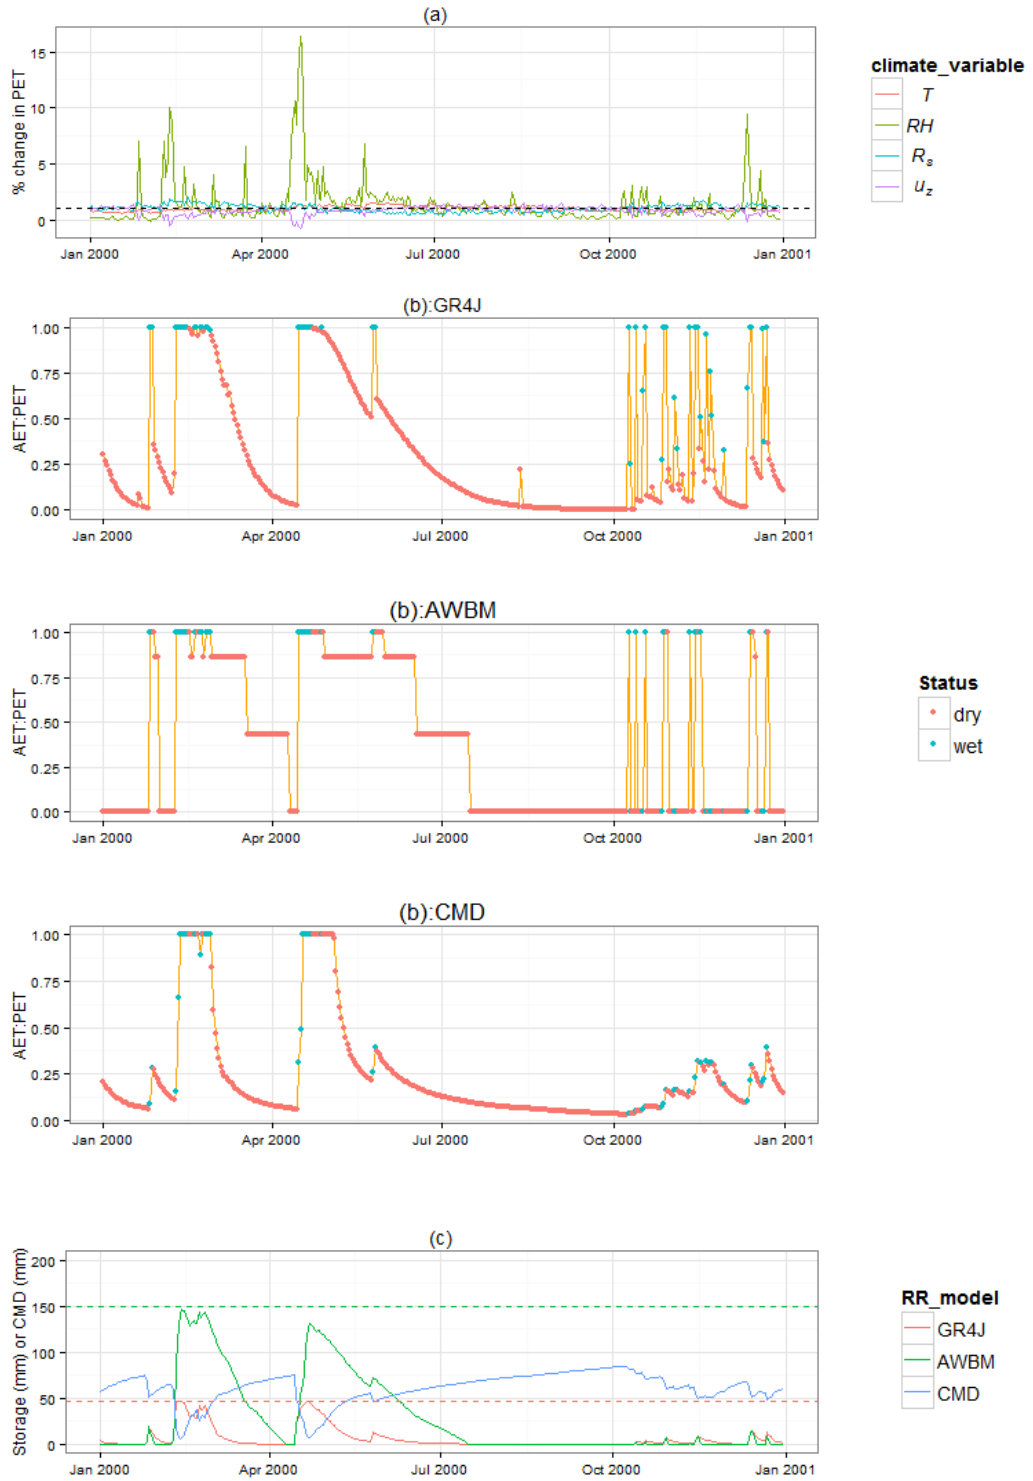 (a)
% change in PET
15
10
5
0
Jan 2000 Apr 2000 Jul 2000 Oct 2000 Jan 2001
climate_variable
T
RH
Rs
uz
(b):GR4J
AET:PET
1.00
0.75
0.50
0.25
0.00
Jan 2000 Apr 2000 Jul 2000 Oct 2000 Jan 2001
(b):AWBM
AET:PET
1.00
0.75
0.50
0.25
0.00
Jan 2000 Apr 2000 Jul 2000 Oct 2000 Jan 2001
Status
dry
wet
(b):CMD
AET:PET
1.00
0.75
0.50
0.25
0.00
Jan 2000 Apr 2000 Jul 2000 Oct 2000 Jan 2001
(c)
Storage (mm) or CMD (mm)
200
150
100
50
0
Jan 2000 Apr 2000 Jul 2000 Oct 2000 Jan 2001
RR_model
GR4J
AWBM
CMD